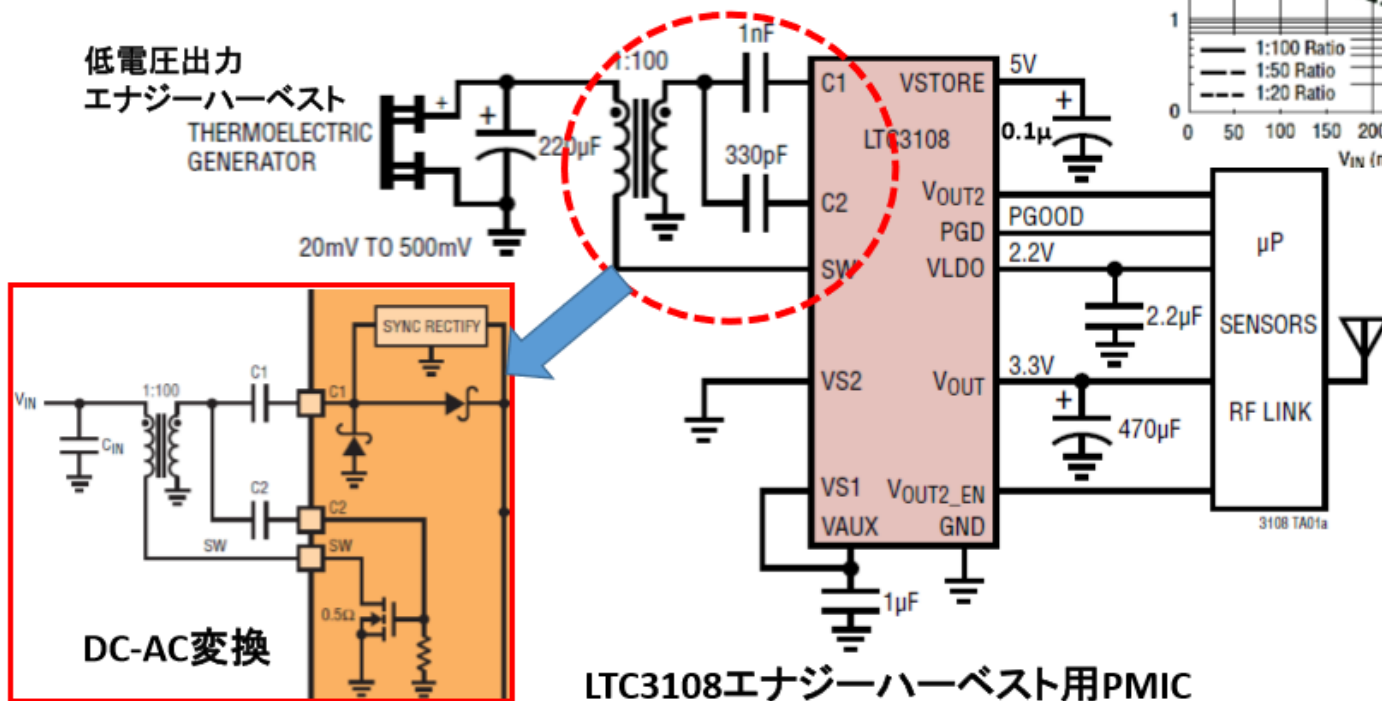 低電圧出力
エナジーハーベスト
THERMOELECTRIC
GENERATOR
+
+
220µF
20mV TO 500mV
1:100
1nF
330pF
C1
C2
SW
VS2
VS1
VAUX
LTC3108
VSTORE
VOUT2
PGD
VLDO
VOUT
VOUT2_EN
GND
5V
+
0.1µ
PGOOD
2.2V
2.2µF
3.3V
+
470µF
1µF
µP
SENSORS
RF LINK
3108 TA01a
1
0
1:100 Ratio
1:50 Ratio
1:20 Ratio
0 50 100 150
VIN
SYNC RECTIFY
VIN
CIN
1:100
C1
C1
C2
C2
SW
SW
0.5Ω
DC-AC変換
LTC3108エナジーハーベスト用PMIC